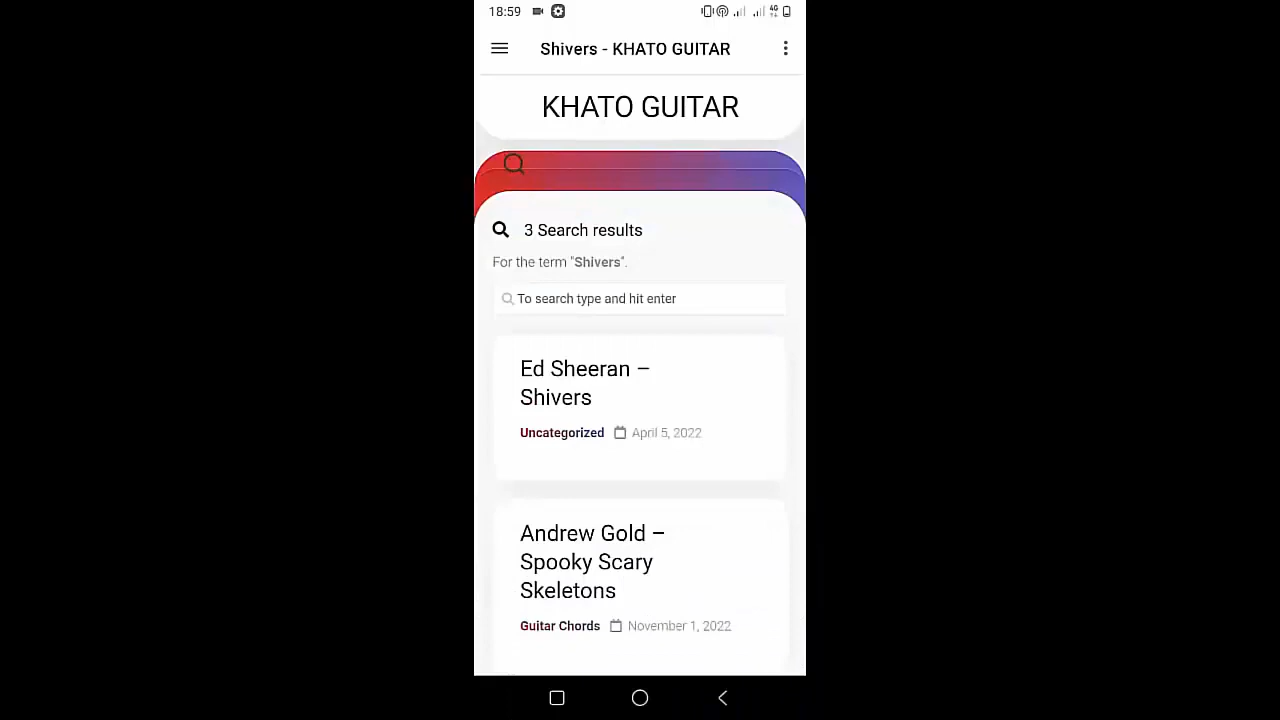 18:59
4G
Shivers - KHATO GUITAR
KHATO GUITAR
3 Search results
For the term "Shivers".
To search type and hit enter
Ed Sheeran –
Shivers
Uncategorized April 5, 2022
Andrew Gold –
Spooky Scary
Skeletons
Guitar Chords November 1, 2022